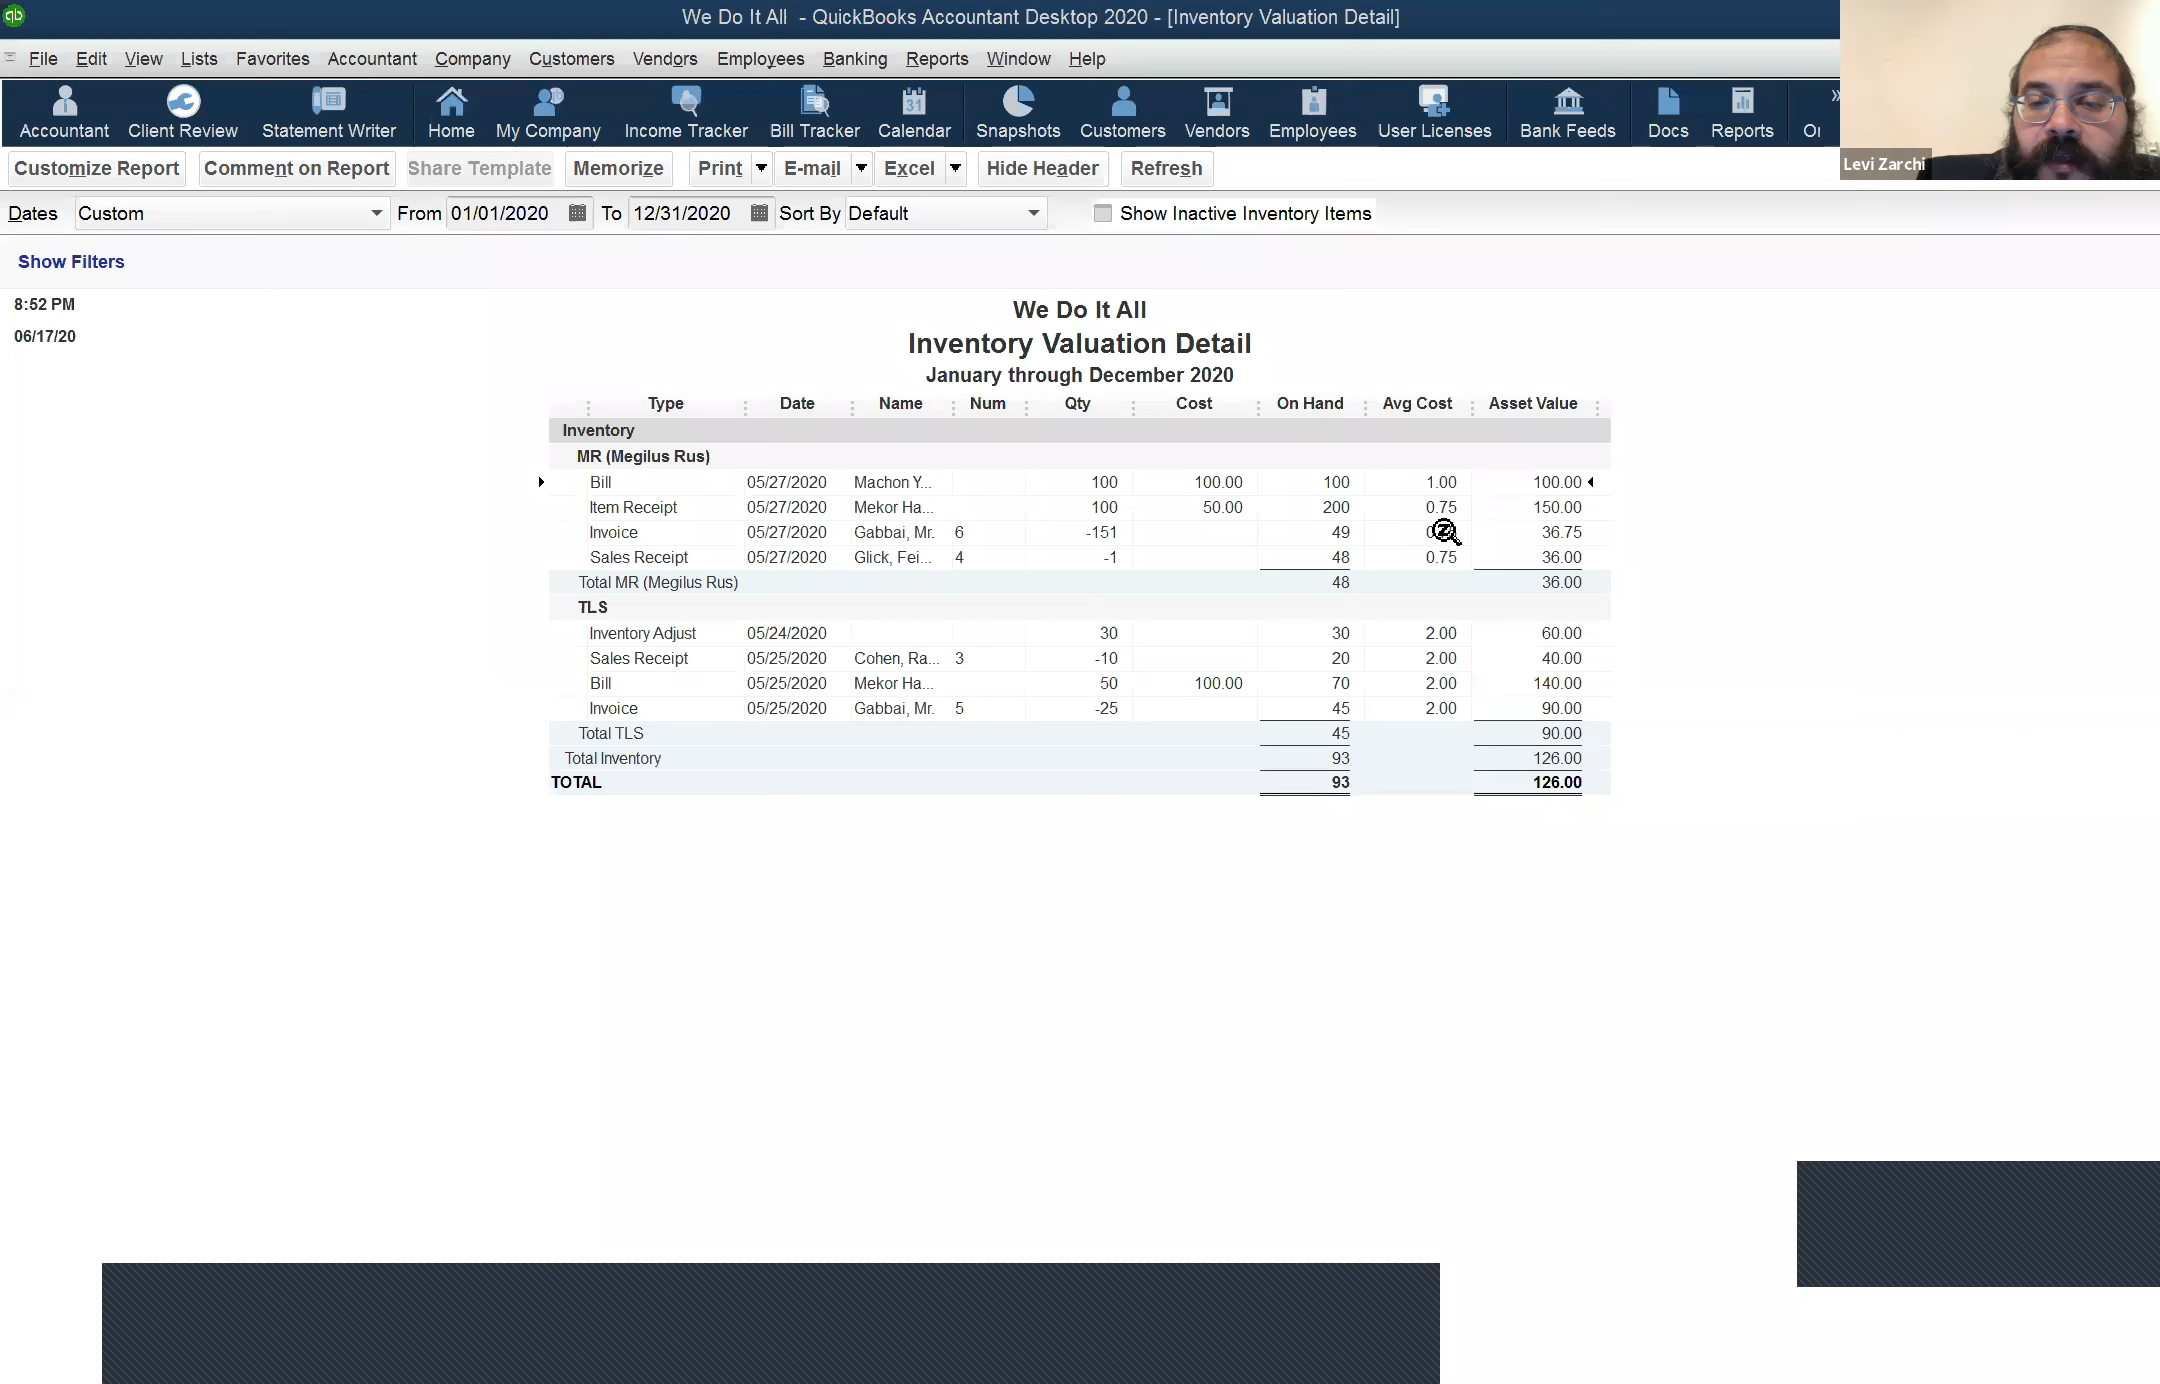 We Do It All - QuickBooks Accountant Desktop 2020 - [Inventory Valuation Detail]
File Edit View Lists Favorites Accountant Company Customers Vendors Employees Banking Reports Window Help
Accountant Client Review Statement Writer Home My Company Income Tracker Bill Tracker Calendar Snapshots Customers Vendors Employees User Licenses Bank Feeds Docs Reports
Levi Zarchi
Customize Report Comment on Report Share Template Memorize Print E-mail Excel Hide Header Refresh
Dates Custom From 01/01/2020 To 12/31/2020 Sort By Default Show Inactive Inventory Items
Show Filters
8:52 PM
06/17/20
We Do It All
Inventory Valuation Detail
January through December 2020
Type Date Name Num Qty Cost On Hand Avg Cost Asset Value
Inventory
MR (Megilus Rus)
Bill 05/27/2020 Machon Y... 100 100.00 100 1.00 100.00
Item Receipt 05/27/2020 Mekor Ha... 100 50.00 200 0.75 150.00
Invoice 05/27/2020 Gabbai, Mr. 6 -151 49 36.75
Sales Receipt 05/27/2020 Glick, Fei... 4 -1 48 0.75 36.00
Total MR (Megilus Rus) 48 36.00
TLS
Inventory Adjust 05/24/2020 30 30 2.00 60.00
Sales Receipt 05/25/2020 Cohen, Ra... 3 -10 20 2.00 40.00
Bill 05/25/2020 Mekor Ha... 50 100.00 70 2.00 140.00
Invoice 05/25/2020 Gabbai, Mr. 5 -25 45 2.00 90.00
Total TLS 45 90.00
Total Inventory 93 126.00
TOTAL 93 126.00